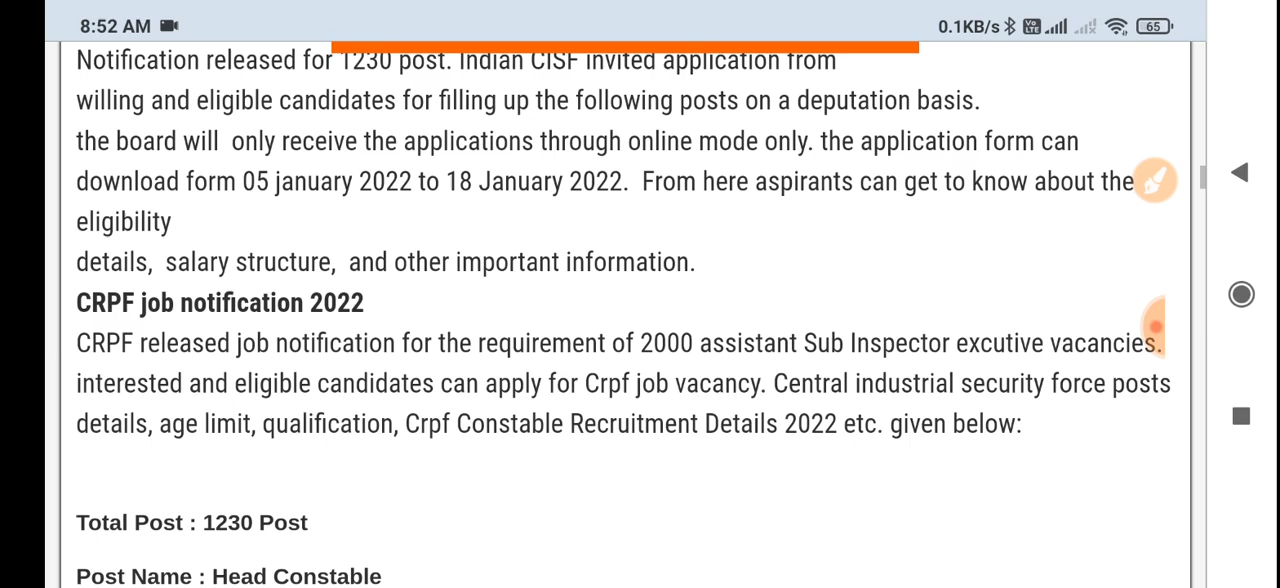 8:52 AM
0.1KB/s
Vo LTE
65
Notification released for 1230 post. Indian CISF invited application from
willing and eligible candidates for filling up the following posts on a deputation basis.
the board will  only receive the applications through online mode only. the application form can
download form 05 january 2022 to 18 January 2022.  From here aspirants can get to know about the
eligibility
details,  salary structure,  and other important information.
CRPF job notification 2022
CRPF released job notification for the requirement of 2000 assistant Sub Inspector excutive vacancies.
interested and eligible candidates can apply for Crpf job vacancy. Central industrial security force posts
details, age limit, qualification, Crpf Constable Recruitment Details 2022 etc. given below:
Total Post : 1230 Post
Post Name : Head Constable